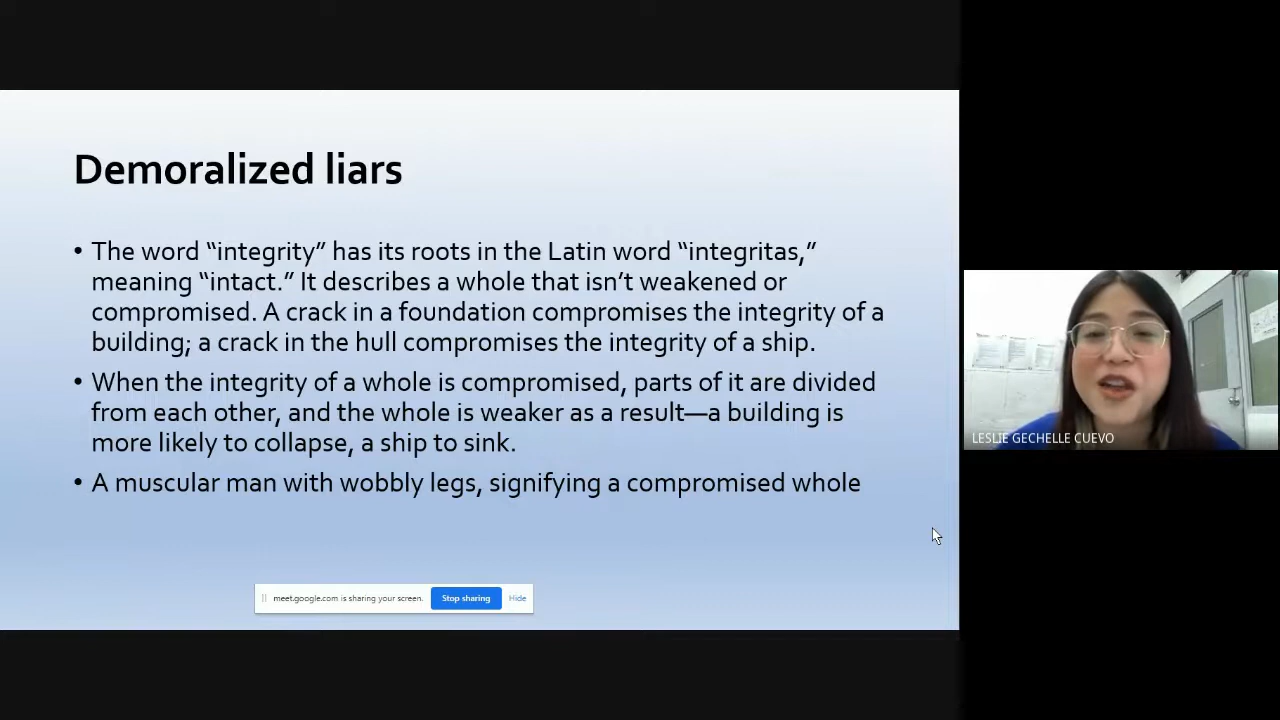 Demoralized liars
• The word “integrity” has its roots in the Latin word “integritas,”
meaning “intact.” It describes a whole that isn’t weakened or
compromised. A crack in a foundation compromises the integrity of a
building; a crack in the hull compromises the integrity of a ship.
• When the integrity of a whole is compromised, parts of it are divided
from each other, and the whole is weaker as a result—a building is
more likely to collapse, a ship to sink.
• A muscular man with wobbly legs, signifying a compromised whole
meet.google.com is sharing your screen. Stop sharing Hide
LESLIE GECHELLE CUEVO